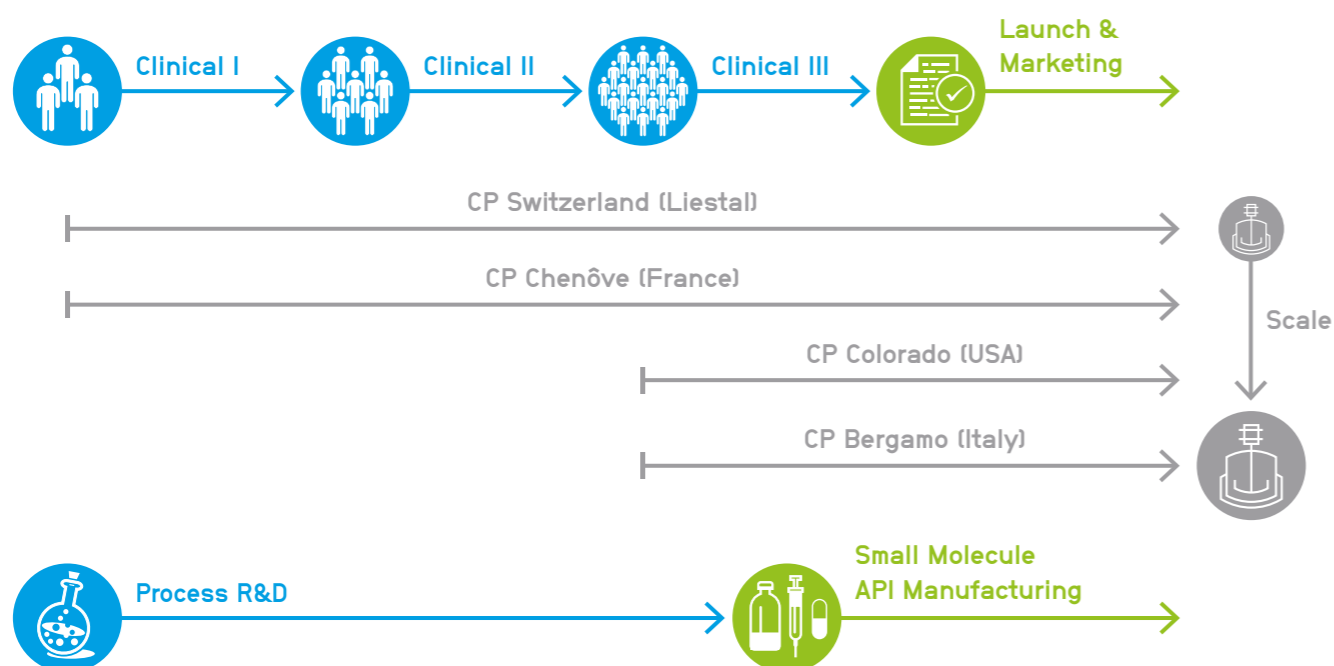 Clinical I
Clinical II
Clinical III
Launch &
Marketing
CP Switzerland (Liestal)
CP Chenôve (France)
Scale
CP Colorado (USA)
CP Bergamo (Italy)
Process R&D
Small Molecule
API Manufacturing